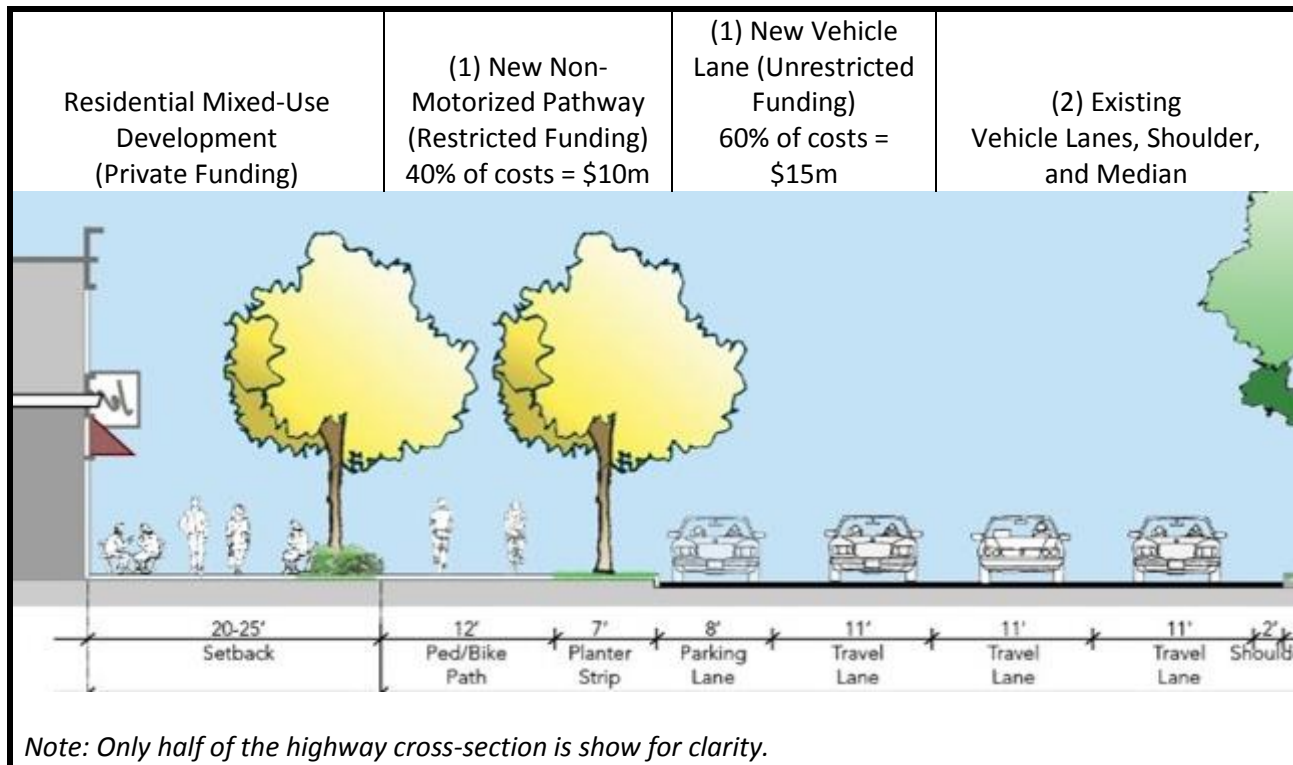 Residential Mixed-Use
Development
(Private Funding)
(1) New Non-
Motorized Pathway
(Restricted Funding)
40% of costs = $10m
(1) New Vehicle
Lane (Unrestricted
Funding)
60% of costs =
$15m
(2) Existing
Vehicle Lanes, Shoulder,
and Median
20-25'
Setback
12'
Ped/Bike
Path
7'
Planter
Strip
8'
Parking
Lane
11'
Travel
Lane
11'
Travel
Lane
11'
Travel
Lane
2'
Should
Note: Only half of the highway cross-section is show for clarity.